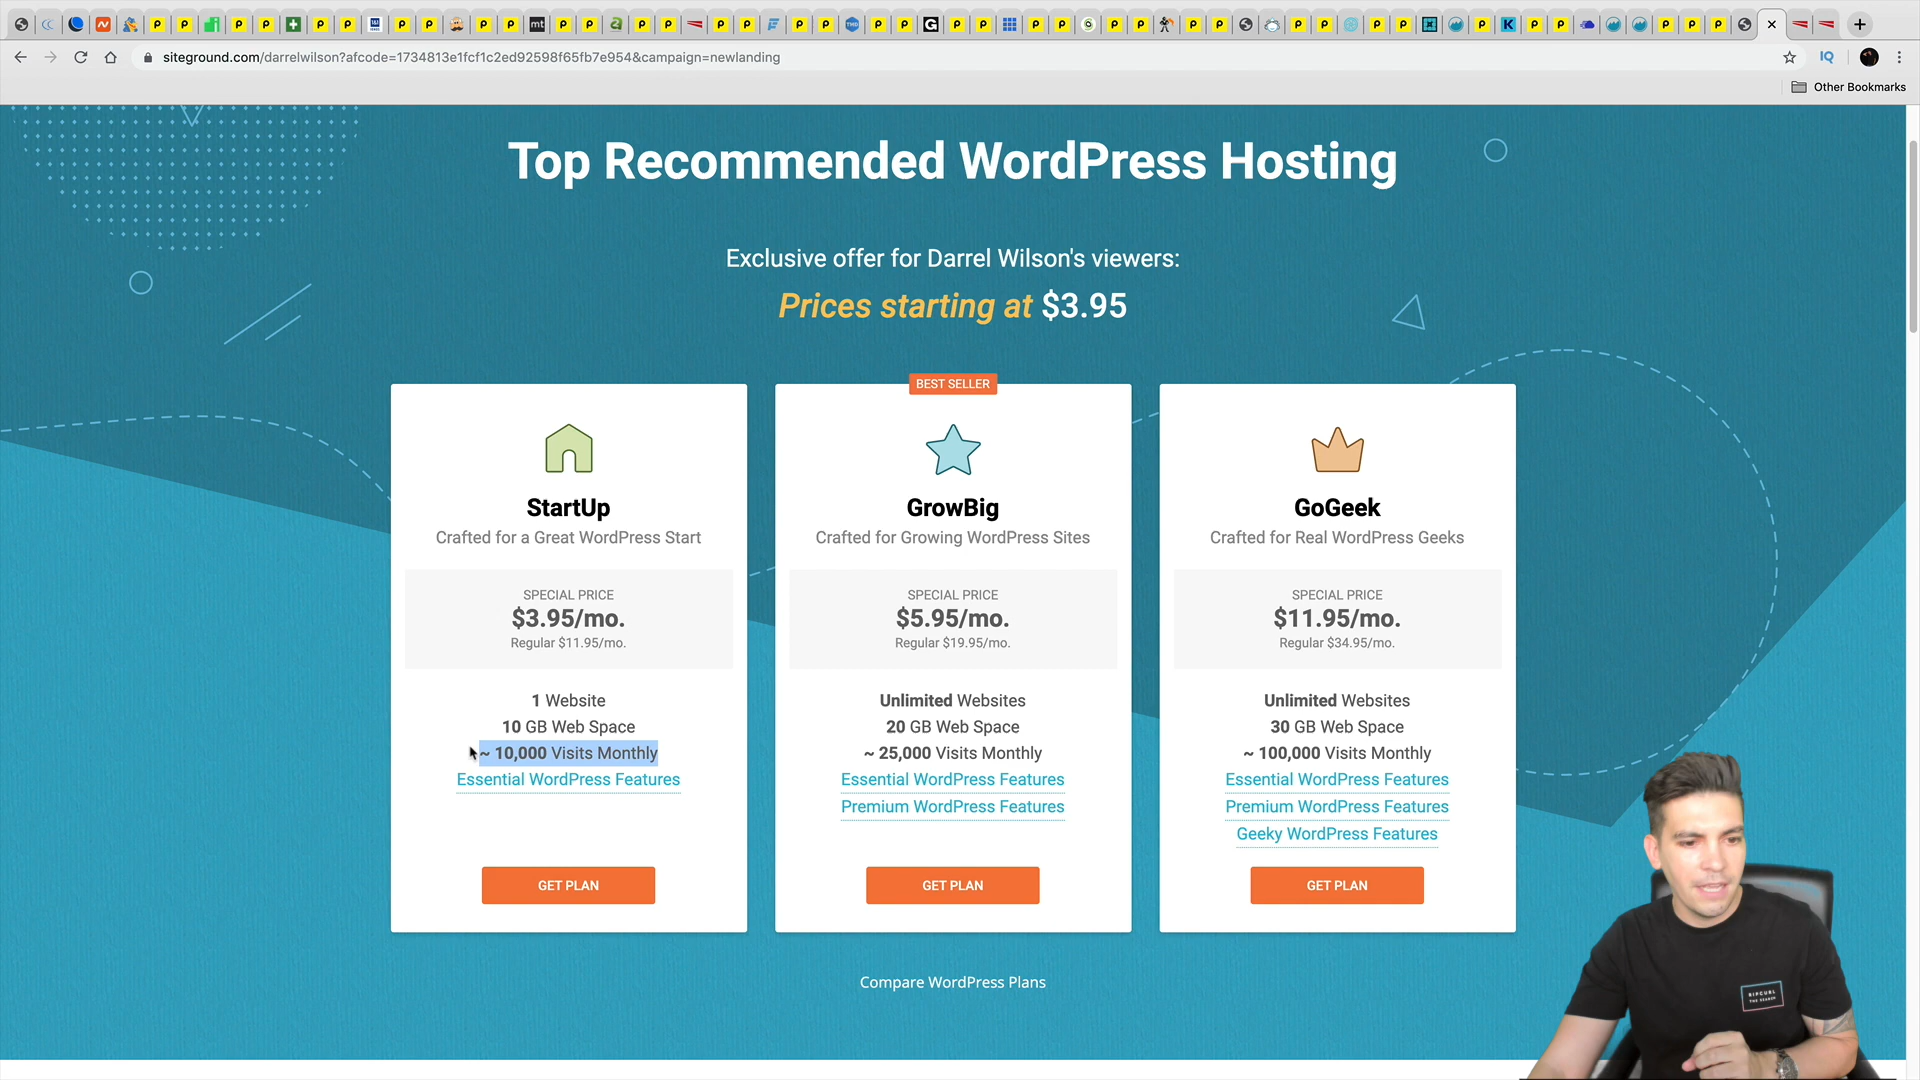 siteground.com/darrelwilson?afcode=1734813e1fcf1c2ed92598f65fb7e954&campaign=newlanding
IQ
Other Bookmarks
Top Recommended WordPress Hosting
Exclusive offer for Darrel Wilson's viewers:
Prices starting at $3.95
StartUp
Crafted for a Great WordPress Start
SPECIAL PRICE
$3.95/mo.
Regular $11.95/mo.
1 Website
10 GB Web Space
~ 10,000 Visits Monthly
Essential WordPress Features
GET PLAN
BEST SELLER
GrowBig
Crafted for Growing WordPress Sites
SPECIAL PRICE
$5.95/mo.
Regular $19.95/mo.
Unlimited Websites
20 GB Web Space
~ 25,000 Visits Monthly
Essential WordPress Features
Premium WordPress Features
GET PLAN
GoGeek
Crafted for Real WordPress Geeks
SPECIAL PRICE
$11.95/mo.
Regular $34.95/mo.
Unlimited Websites
30 GB Web Space
~ 100,000 Visits Monthly
Essential WordPress Features
Premium WordPress Features
Geeky WordPress Features
GET PLAN
Compare WordPress Plans
RIPCURL
THE SEARCH